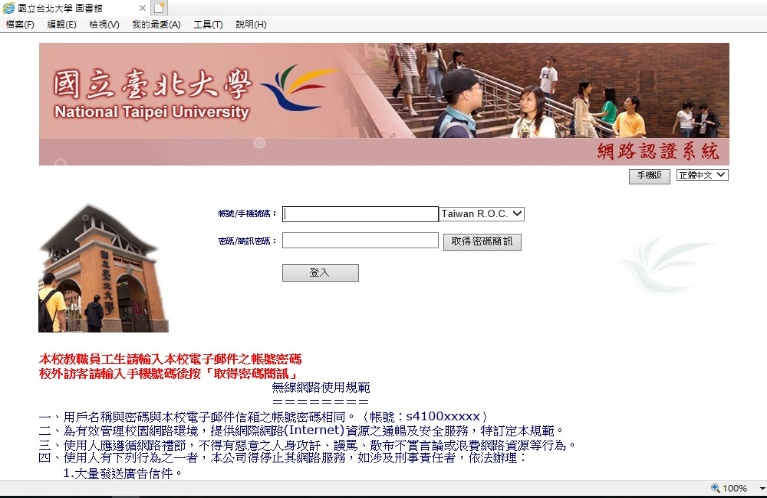 國立台北大學 圖書館
檔案(F) 編輯(E) 檢視(V) 我的最愛(A) 工具(T) 說明(H)
國立臺北大學
National Taipei University
網路認證系統
手機版 正體中文
帳號/手機號碼： Taiwan R.O.C.
密碼/簡訊密碼： 取得密碼簡訊
登入
國立臺北大學
本校教職員工生請輸入本校電子郵件之帳號密碼
校外訪客請輸入手機號碼後按「取得密碼簡訊」
無線網路使用規範
＝＝＝＝＝＝＝＝
一、用戶名稱與密碼與本校電子郵件信箱之帳號密碼相同。（帳號：s4100xxxxx）
二、為有效管理校園網路環境，提供網際網路(Internet)資源之通暢及安全服務，特訂定本規範。
三、使用人應遵循網路禮節，不得有惡意之人身攻訐、謾罵、散布不實言論或浪費網路資源等行為。
四、使用人有下列行為之一者，本公司得停止其網路服務，如涉及刑事責任者，依法辦理：
1.大量發送廣告信件。
100%